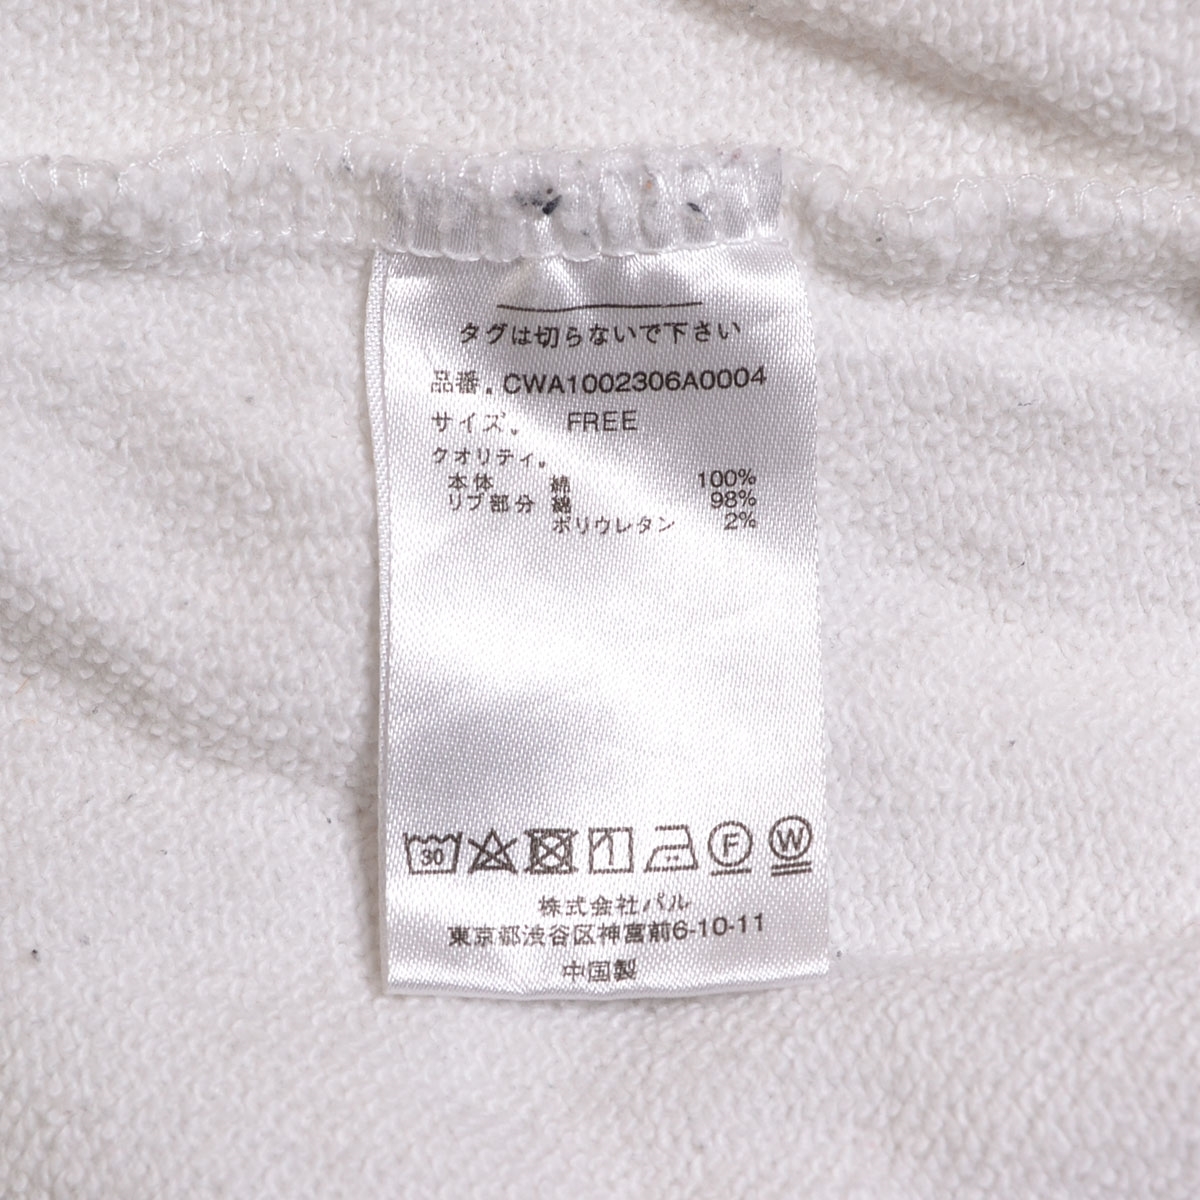 タグは切らないで下さい
品番. CWA1002306A0004
サイズ. FREE
クオリティ.
本体 綿 100%
リブ部分 綿 98%
ポリウレタン 2%
30 F W
株式会社パル
東京都渋谷区神宮前6-10-11
中国製